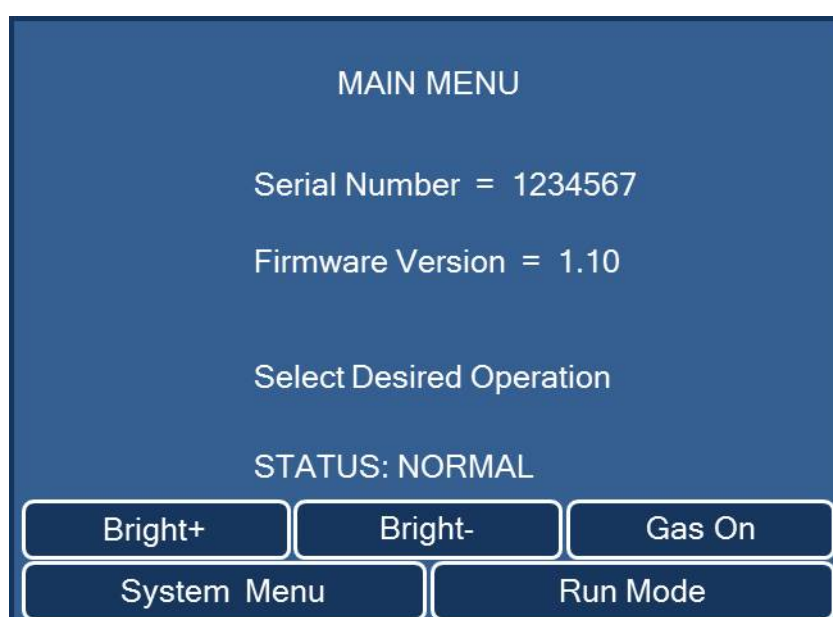 MAIN MENU
Serial Number = 1234567
Firmware Version = 1.10
Select Desired Operation
STATUS: NORMAL
Bright+ Bright- Gas On
System Menu Run Mode